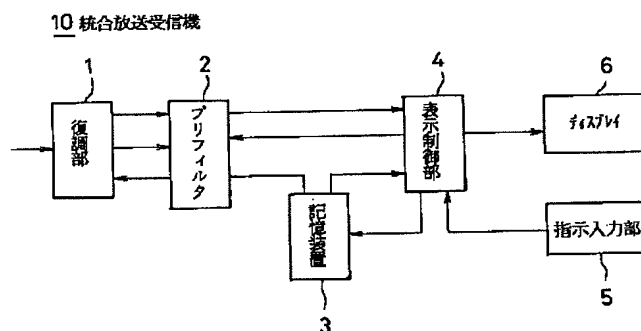 10 統合放送受信機
1
復調部
2
プリフィルタ
3
記憶装置
4
表示制御部
6
ディスプレイ
指示入力部
5